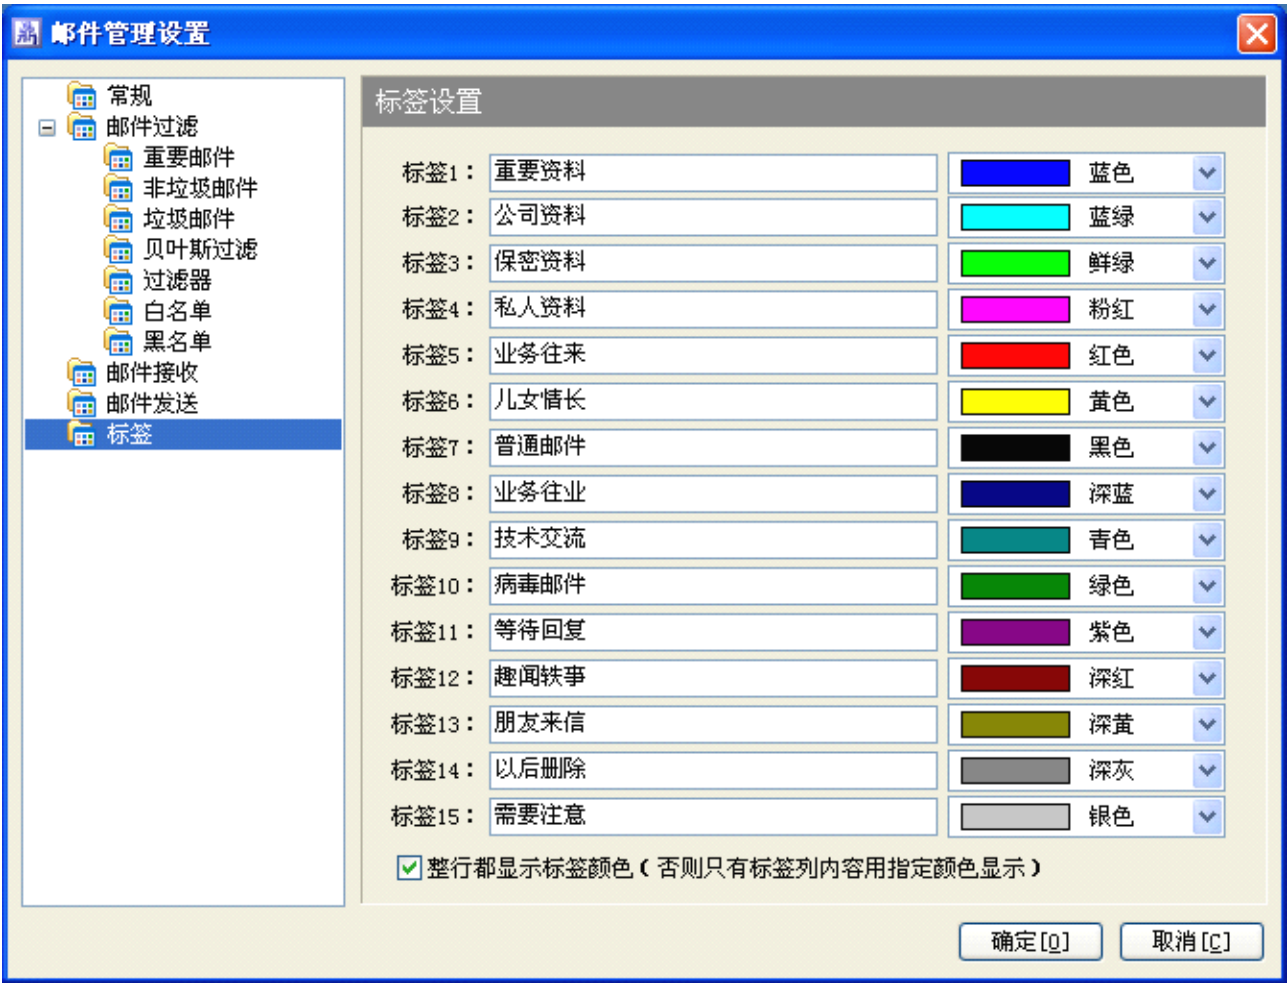 邮件管理设置
常规
邮件过滤
重要邮件
非垃圾邮件
垃圾邮件
贝叶斯过滤
过滤器
白名单
黑名单
邮件接收
邮件发送
标签
标签设置
标签1： 重要资料 蓝色
标签2： 公司资料 蓝绿
标签3： 保密资料 鲜绿
标签4： 私人资料 粉红
标签5： 业务往来 红色
标签6： 儿女情长 黄色
标签7： 普通邮件 黑色
标签8： 业务往业 深蓝
标签9： 技术交流 青色
标签10： 病毒邮件 绿色
标签11： 等待回复 紫色
标签12： 趣闻轶事 深红
标签13： 朋友来信 深黄
标签14： 以后删除 深灰
标签15： 需要注意 银色
整行都显示标签颜色（否则只有标签列内容用指定颜色显示）
确定[O] 取消[C]